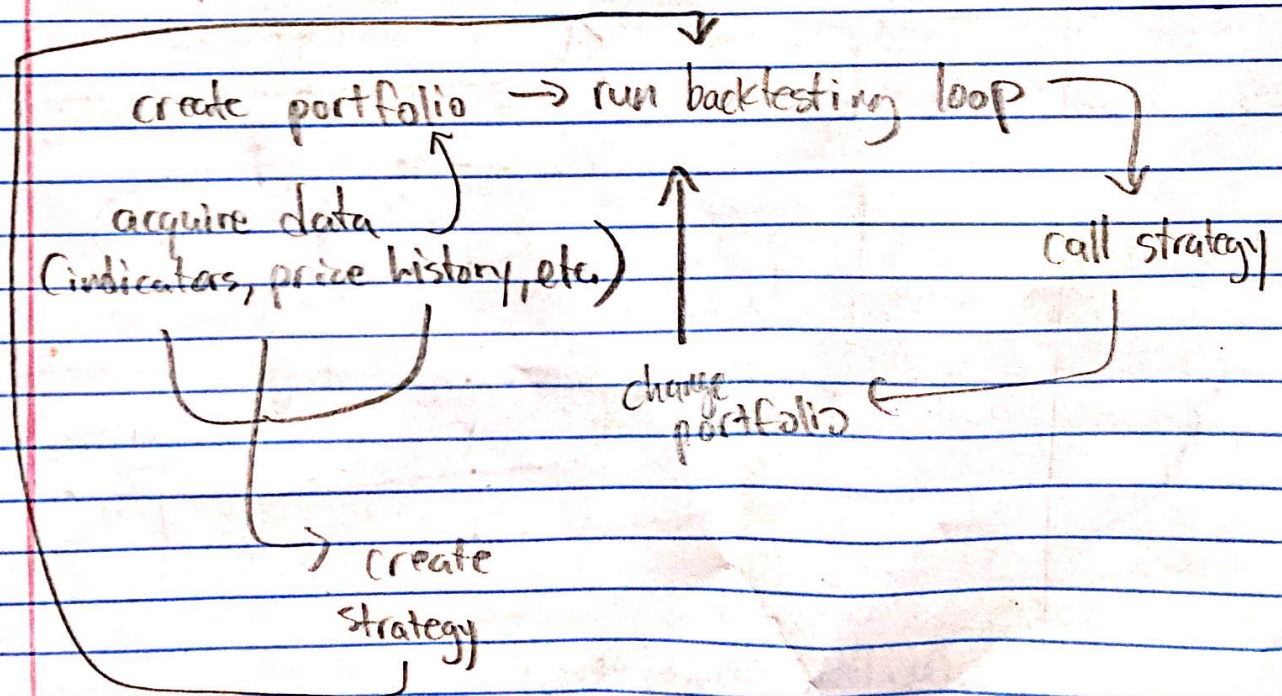 create portfolio → run backtesting loop
acquire data
(indicators, price history, etc.)
call strategy
change
portfolio
create
strategy